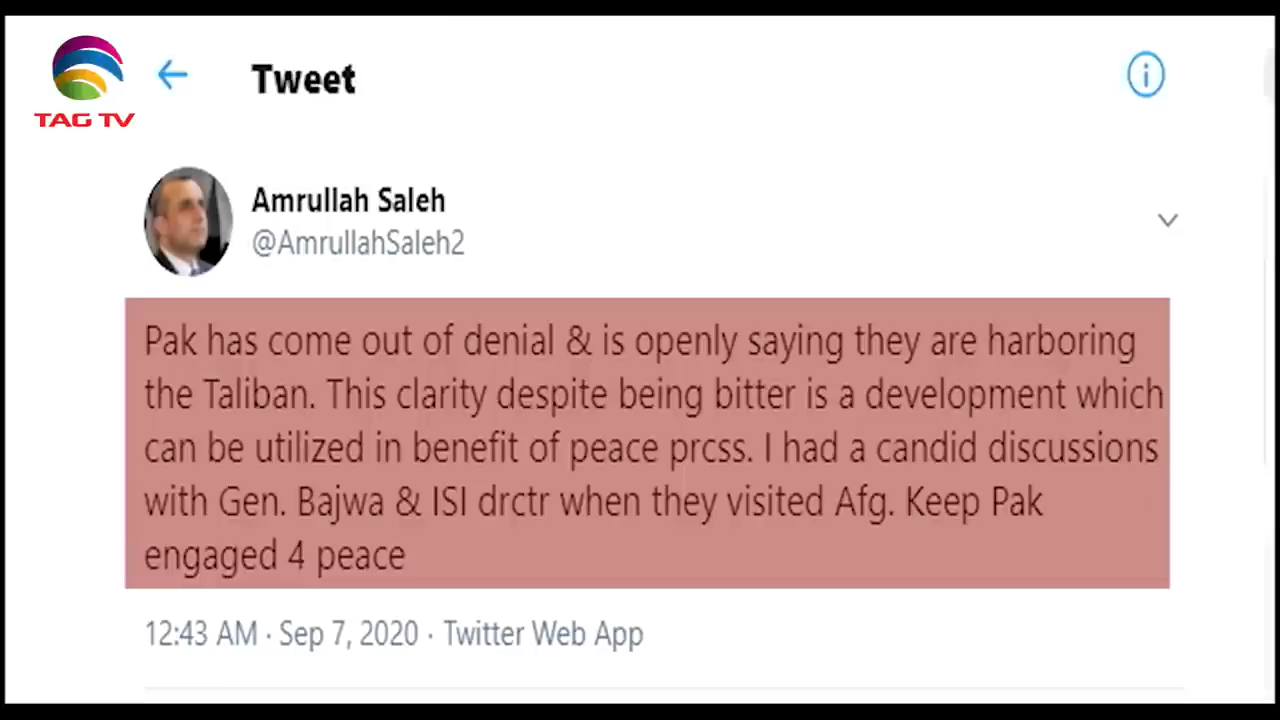 TAG TV
Tweet
Amrullah Saleh
@AmrullahSaleh2
Pak has come out of denial & is openly saying they are harboring
the Taliban. This clarity despite being bitter is a development which
can be utilized in benefit of peace prcss. I had a candid discussions
with Gen. Bajwa & ISI drctr when they visited Afg. Keep Pak
engaged 4 peace
12:43 AM · Sep 7, 2020 · Twitter Web App